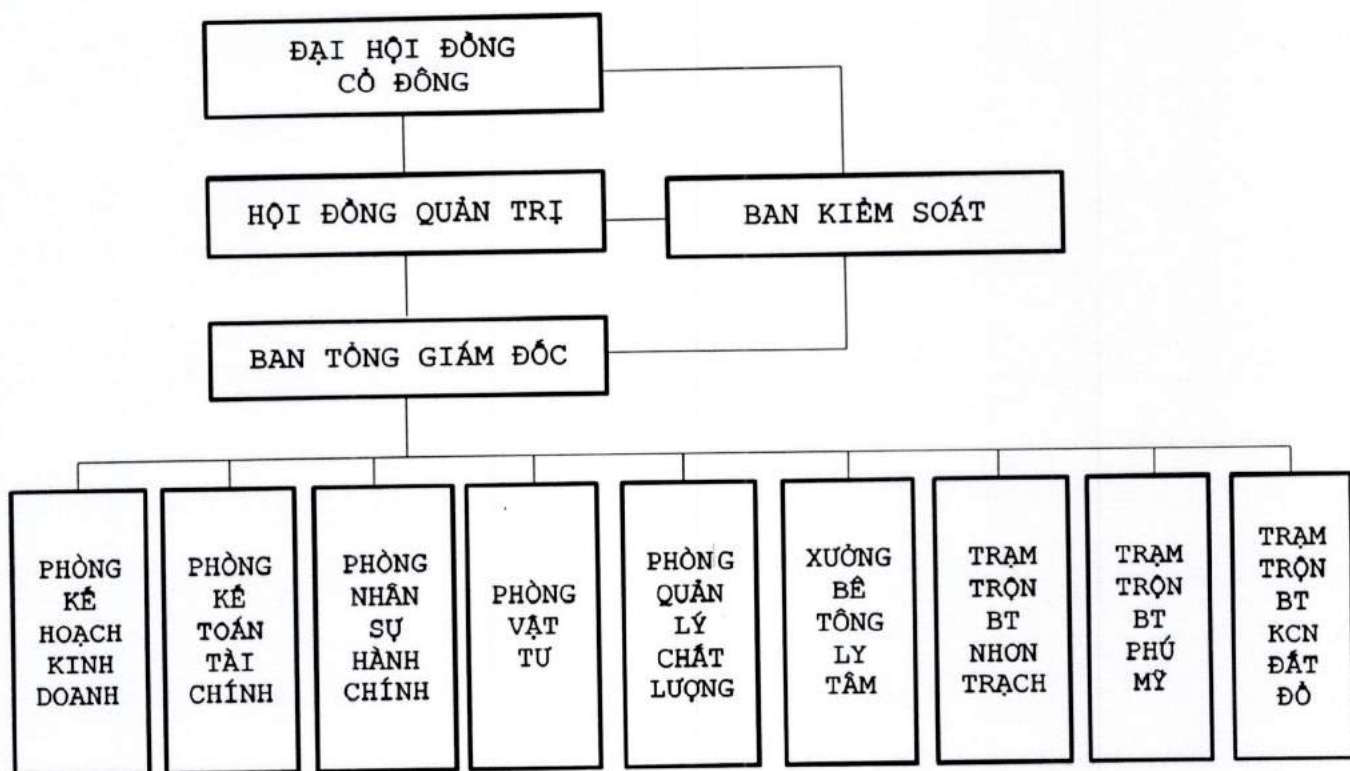 ĐẠI HỘI ĐỒNG
CỔ ĐÔNG
HỘI ĐỒNG QUẢN TRỊ
BAN KIỂM SOÁT
BAN TỔNG GIÁM ĐỐC
PHÒNG
KẾ
HOẠCH
KINH
DOANH
PHÒNG
KẾ
TOÁN
TÀI
CHÍNH
PHÒNG
NHÂN
SỰ
HÀNH
CHÍNH
PHÒNG
VẬT
TƯ
PHÒNG
QUẢN
LÝ
CHẤT
LƯỢNG
XƯỞNG
BÊ
TÔNG
LY
TÂM
TRẠM
TRỘN
BT
NHƠN
TRẠCH
TRẠM
TRỘN
BT
PHÚ
MỸ
TRẠM
TRỘN
BT
KCN
ĐẤT
ĐỎ